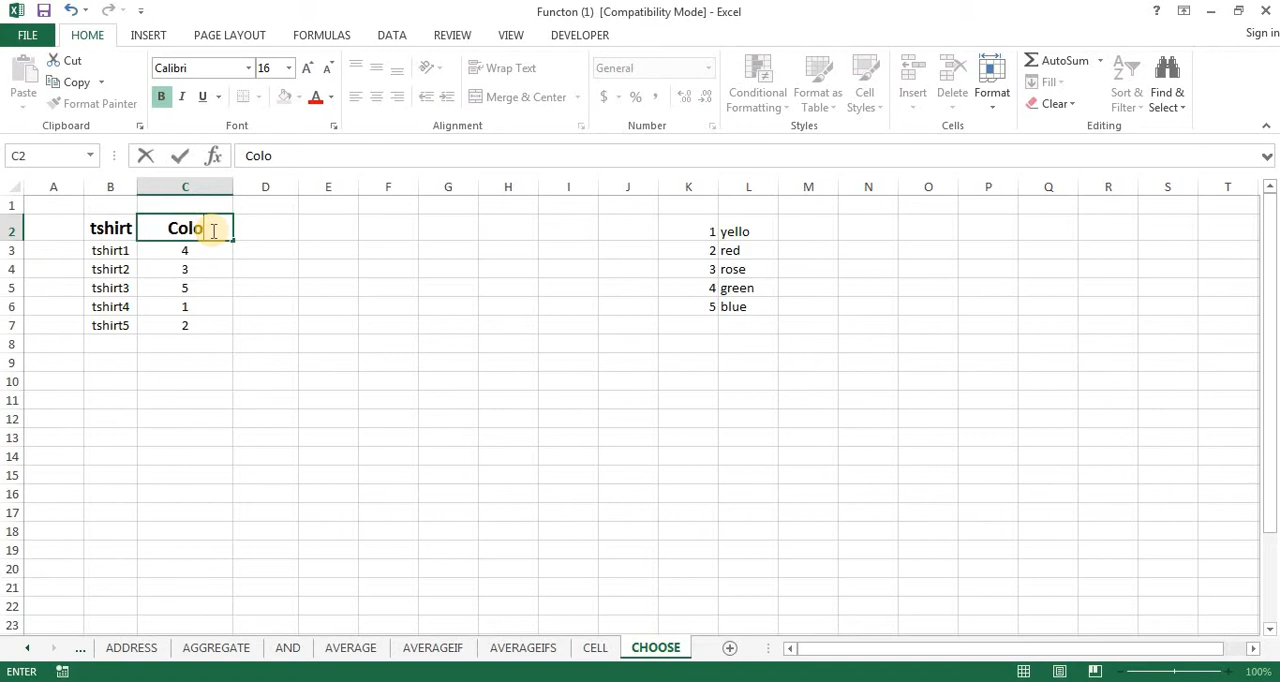 Functon (1) [Compatibility Mode] - Excel
?
Sign in
FILE HOME INSERT PAGE LAYOUT FORMULAS DATA REVIEW VIEW DEVELOPER
Paste
Cut
Copy
Format Painter
Clipboard
Calibri 16
B I U
Font
Wrap Text
Merge & Center
Alignment
General
$ % ,
Number
Conditional Formatting
Format as Table
Cell Styles
Styles
Insert
Delete
Format
Cells
AutoSum
Fill
Clear
Sort & Filter
Find & Select
Editing
C2 fx Colo
A B C D E F G H I J K L M N O P Q R S T
1
2 tshirt Colo 1 yello
3 tshirt1 4 2 red
4 tshirt2 3 3 rose
5 tshirt3 5 4 green
6 tshirt4 1 5 blue
7 tshirt5 2
8
9
10
11
12
13
14
15
16
17
18
19
20
21
22
23
... ADDRESS AGGREGATE AND AVERAGE AVERAGEIF AVERAGEIFS CELL CHOOSE
ENTER 100%